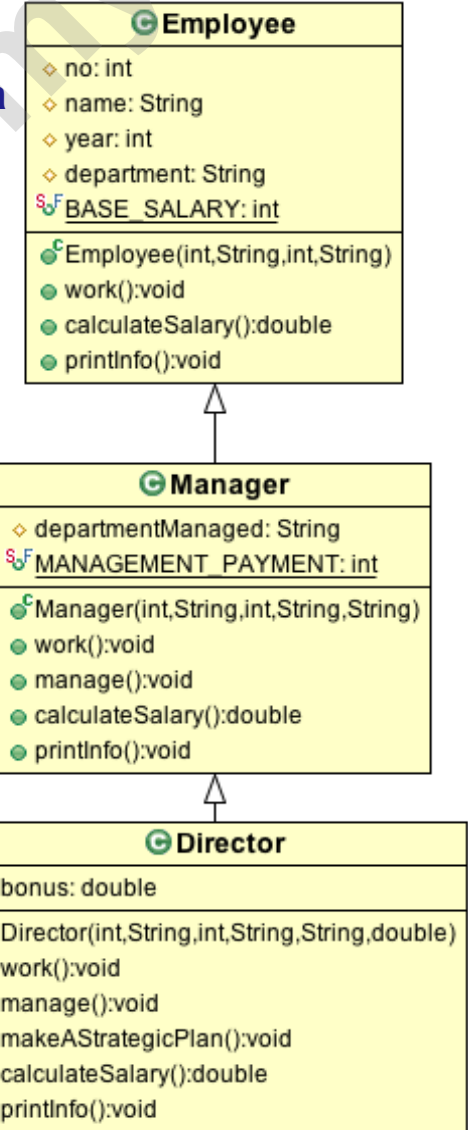 Employee
no: int
name: String
year: int
department: String
BASE_SALARY: int
Employee(int,String,int,String)
work():void
calculateSalary():double
printInfo():void
Manager
departmentManaged: String
MANAGEMENT_PAYMENT: int
Manager(int,String,int,String,String)
work():void
manage():void
calculateSalary():double
printInfo():void
Director
bonus: double
Director(int,String,int,String,String,double)
work():void
manage():void
makeAStrategicPlan():void
calculateSalary():double
printInfo():void